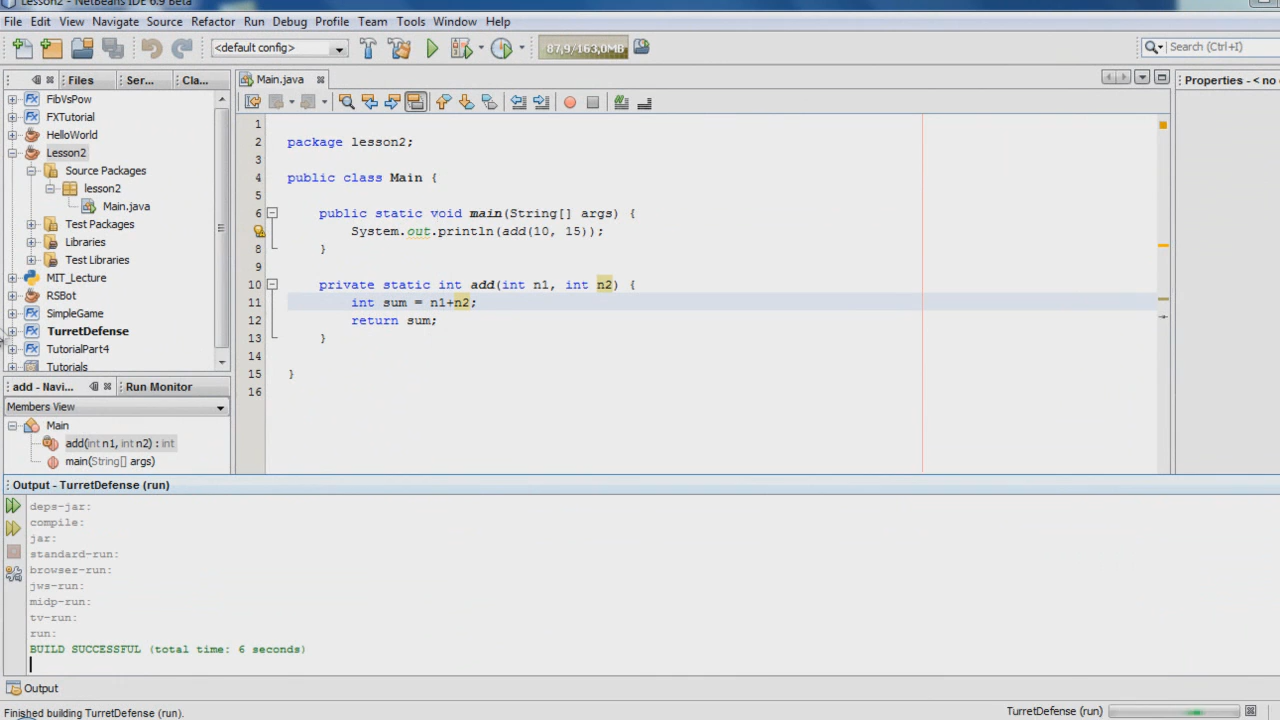 Lesson2 - NetBeans IDE 6.9 Beta
File Edit View Navigate Source Refactor Run Debug Profile Team Tools Window Help
<default config>
87,9/163,0MB
Search (Ctrl+I)
Files Ser... Cla...
Main.java
Properties - < no
FibVsPow
FXTutorial
HelloWorld
Lesson2
Source Packages
lesson2
Main.java
Test Packages
Libraries
Test Libraries
MIT_Lecture
RSBot
SimpleGame
TurretDefense
TutorialPart4
Tutorials
1
2 package lesson2;
3
4 public class Main {
5
6 public static void main(String[] args) {
System.out.println(add(10, 15));
8 }
9
10 private static int add(int n1, int n2) {
11 int sum = n1+n2;
12 return sum;
13 }
14
15 }
16
add - Navi... Run Monitor
Members View
Main
add(int n1, int n2) : int
main(String[] args)
Output - TurretDefense (run)
deps-jar:
compile:
jar:
standard-run:
browser-run:
jws-run:
midp-run:
tv-run:
run:
BUILD SUCCESSFUL (total time: 6 seconds)
Output
Finished building TurretDefense (run).
TurretDefense (run)